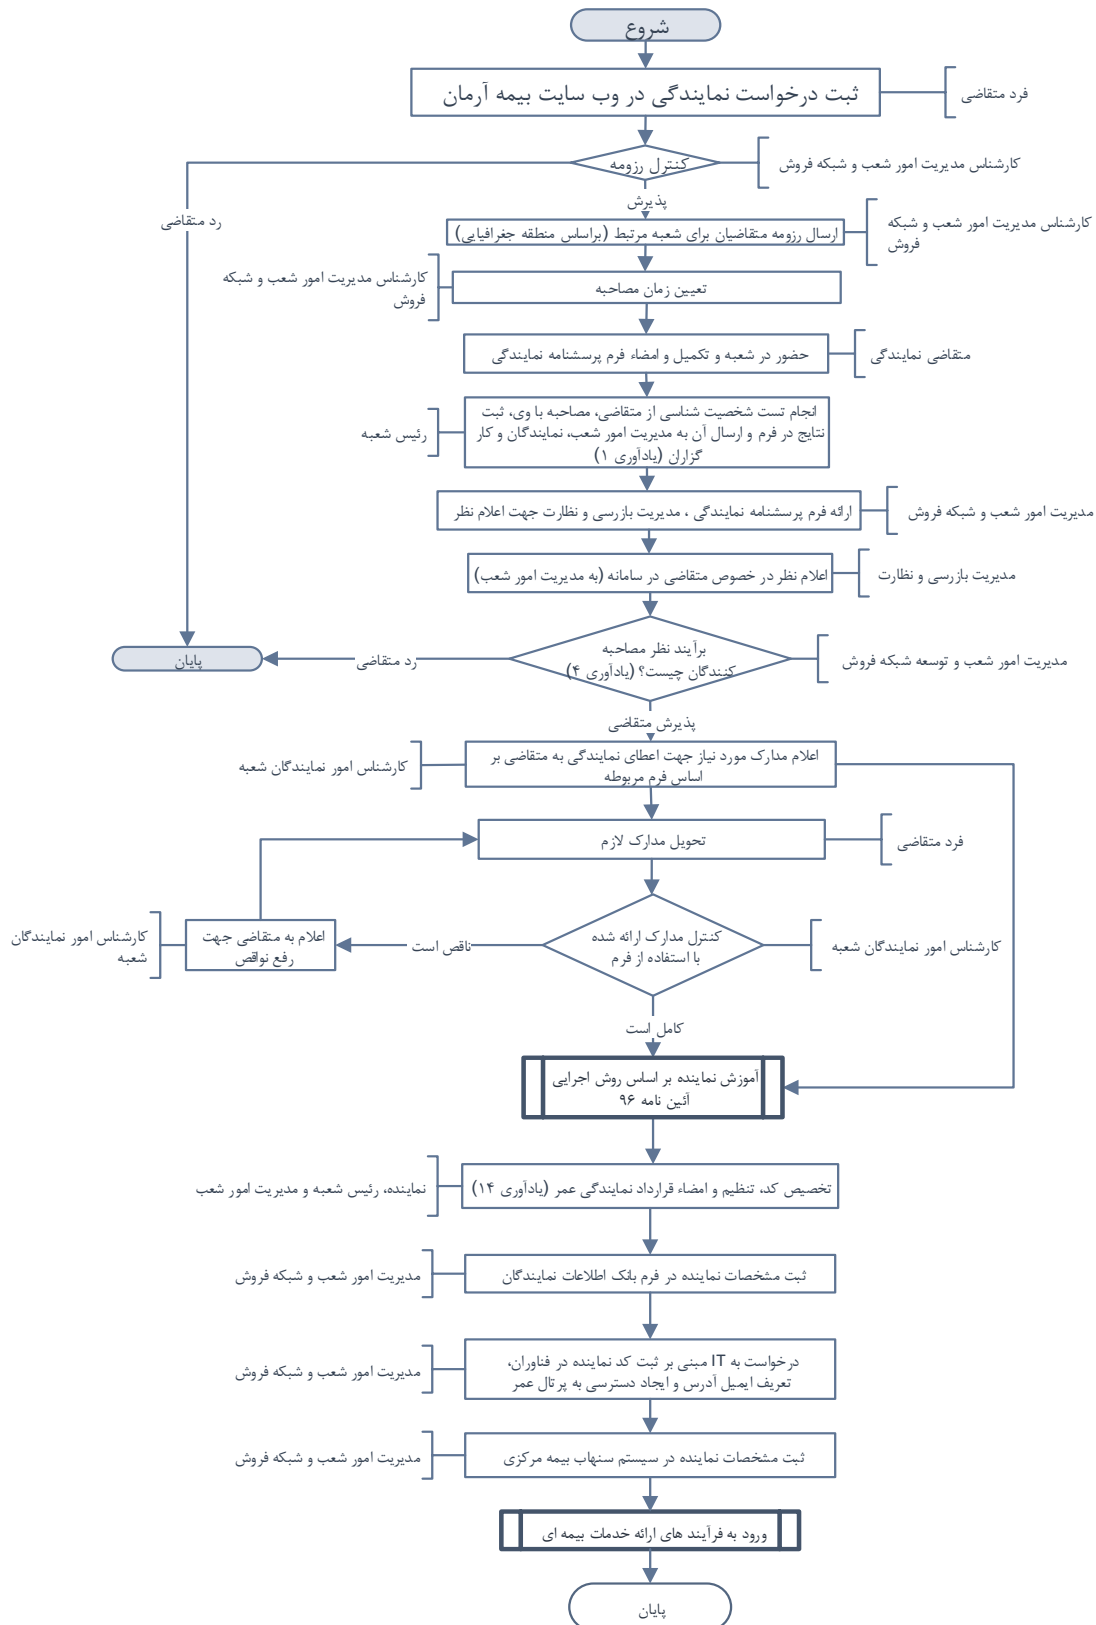 شروع
ثبت درخواست نمایندگی در وب سایت بیمه آرمان
فرد متقاضی
کنترل رزومه
کارشناس مدیریت امور شعب و شبکه فروش
رد متقاضی
پذیرش
ارسال رزومه متقاضیان برای شعبه مرتبط (براساس منطقه جغرافیایی)
کارشناس مدیریت امور شعب و شبکه
فروش
تعیین زمان مصاحبه
کارشناس مدیریت امور شعب و شبکه
فروش
حضور در شعبه و تکمیل و امضاء فرم پرسشنامه نمایندگی
متقاضی نمایندگی
انجام تست شخصیت شناسی از متقاضی، مصاحبه با وی، ثبت
نتایج در فرم و ارسال آن به مدیریت امور شعب، نمایندگان و کار
گزاران (یادآوری ۱)
رئیس شعبه
ارائه فرم پرسشنامه نمایندگی ، مدیریت بازرسی و نظارت جهت اعلام نظر
مدیریت امور شعب و شبکه فروش
اعلام نظر در خصوص متقاضی در سامانه (به مدیریت امور شعب)
مدیریت بازرسی و نظارت
برآیند نظر مصاحبه
کنندگان چیست؟ (یادآوری ۴)
مدیریت امور شعب و توسعه شبکه فروش
رد متقاضی
پایان
پذیرش متقاضی
اعلام مدارک مورد نیاز جهت اعطای نمایندگی به متقاضی بر
اساس فرم مربوطه
کارشناس امور نمایندگان شعبه
تحویل مدارک لازم
فرد متقاضی
کنترل مدارک ارائه شده
با استفاده از فرم
کارشناس امور نمایندگان شعبه
ناقص است
اعلام به متقاضی جهت
رفع نواقص
کارشناس امور نمایندگان
شعبه
کامل است
آموزش نماینده بر اساس روش اجرایی
آئین نامه ۹۶
تخصیص کد، تنظیم و امضاء قرارداد نمایندگی عمر (یادآوری ۱۴)
نماینده، رئیس شعبه و مدیریت امور شعب
ثبت مشخصات نماینده در فرم بانک اطلاعات نمایندگان
مدیریت امور شعب و شبکه فروش
درخواست به IT مبنی بر ثبت کد نماینده در فناوران،
تعریف ایمیل آدرس و ایجاد دسترسی به پرتال عمر
مدیریت امور شعب و شبکه فروش
ثبت مشخصات نماینده در سیستم سنهاب بیمه مرکزی
مدیریت امور شعب و شبکه فروش
ورود به فرآیند های ارائه خدمات بیمه ای
پایان